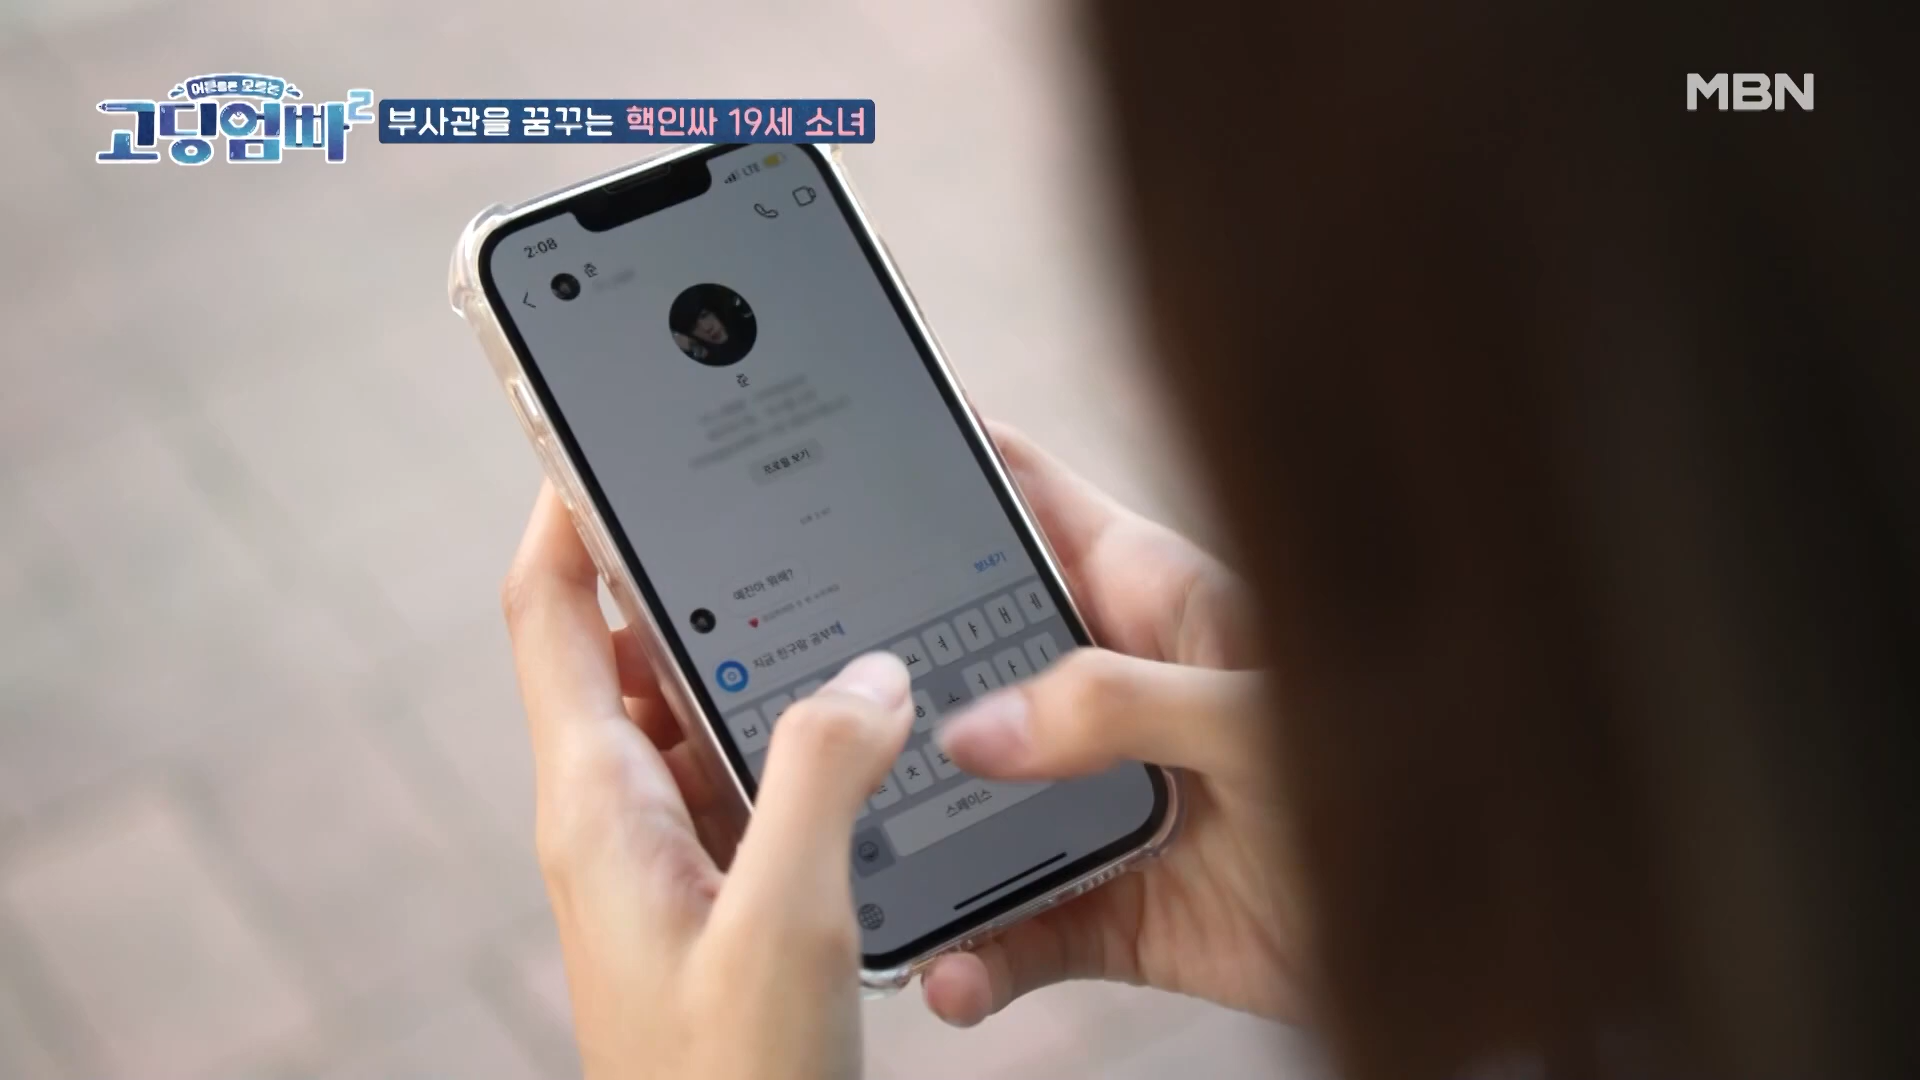 어른들은 모르는
고딩엄빠2
부사관을 꿈꾸는 핵인싸 19세 소녀
MBN
LTE
2:08
준
준
프로필 보기
예진아 뭐해?
보내기
지금 친구랑 공부해
ㅛ ㅕ ㅑ ㅐ ㅔ
ㅂ
ㅗ ㅓ ㅏ ㅣ
ㅊ ㅍ
스페이스